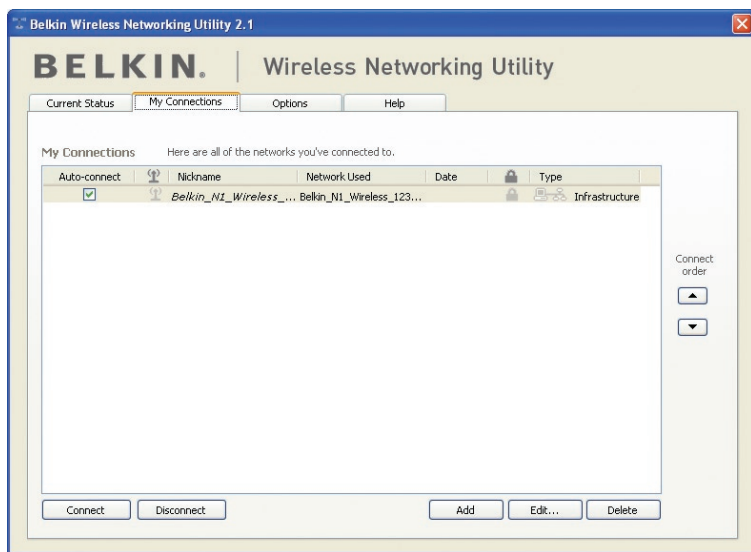 Belkin Wireless Networking Utility 2.1
BELKIN. | Wireless Networking Utility
Current Status My Connections Options Help
My Connections Here are all of the networks you've connected to.
Auto-connect Nickname Network Used Date Type
Belkin_N1_Wireless_... Belkin_N1_Wireless_123... Infrastructure
Connect
order
Connect Disconnect Add Edit... Delete